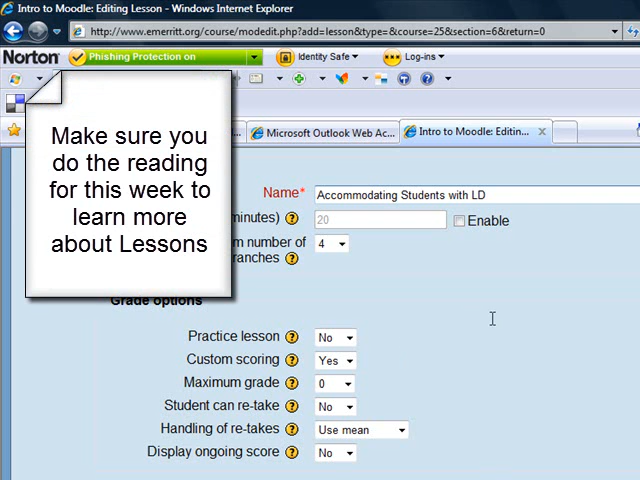 Intro to Moodle: Editing Lesson - Windows Internet Explorer
http://www.emerritt.org/course/modedit.php?add=lesson&type=&course=25&section=6&return=0
Norton Phishing Protection on Identity Safe Log-ins
Microsoft Outlook Web Ac... Intro to Moodle: Editin...
Make sure you
do the reading
for this week to
learn more
about Lessons
Name* Accommodating Students with LD
minutes) 20 Enable
number of 4
ranches
Grade options
Practice lesson No
Custom scoring Yes
Maximum grade 0
Student can re-take No
Handling of re-takes Use mean
Display ongoing score No